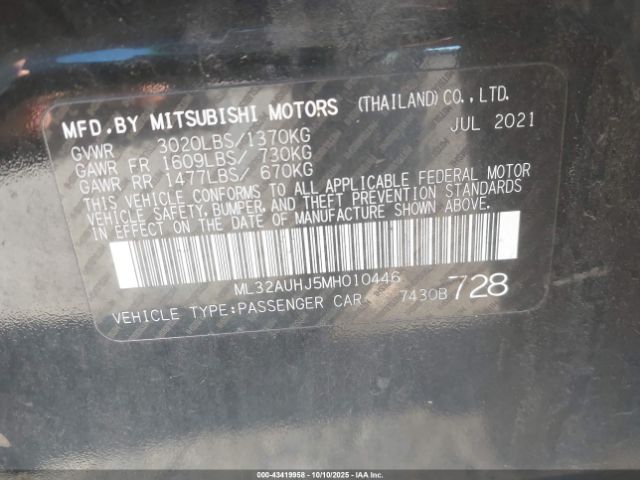 MFD.BY MITSUBISHI MOTORS (THAILAND)CO.,LTD.
GVWR 3020LBS/1370KG JUL 2021
GAWR FR 1609LBS/ 730KG
GAWR RR 1477LBS/ 670KG
THIS VEHICLE CONFORMS TO ALL APPLICABLE FEDERAL MOTOR
VEHICLE SAFETY, BUMPER, AND THEFT PREVENTION STANDARDS
IN EFFECT ON THE DATE OF MANUFACTURE SHOWN ABOVE.
ML32AUHJ5MH010446
VEHICLE TYPE:PASSENGER CAR 7430B 728
000-43419958 - 10/10/2025 - IAAI.COM